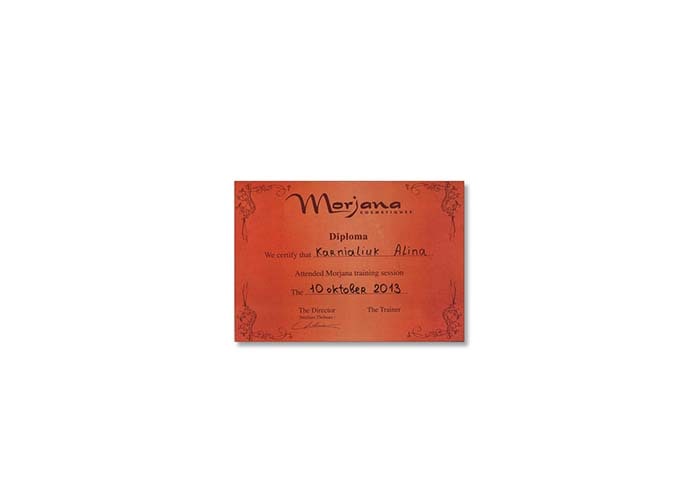 Morjana
COSMETIQUES
Diploma
We certify that Karnialiuk Alina
Attended Morjana training session
The 10 oktober 2013
The Director The Trainer